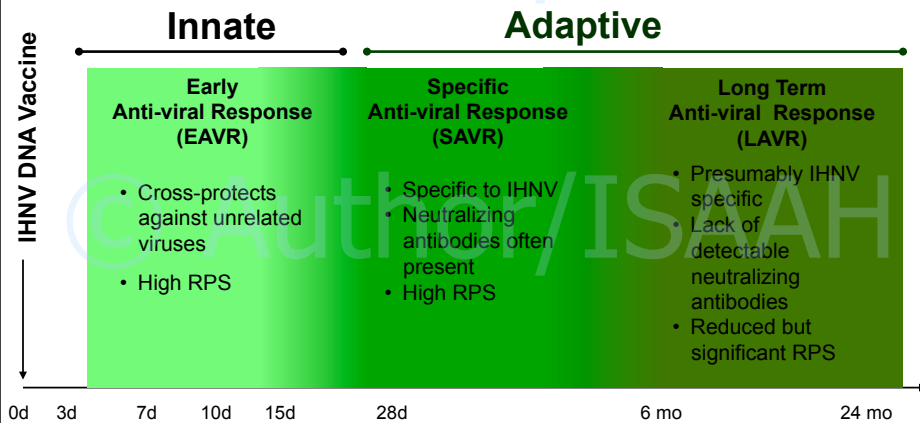 Innate
Adaptive
IHNV DNA Vaccine
Early
Anti-viral Response
(EAVR)
• Cross-protects
against unrelated
viruses
• High RPS
Specific
Anti-viral Response
(SAVR)
• Specific to IHNV
• Neutralizing
antibodies often
present
• High RPS
Long Term
Anti-viral Response
(LAVR)
• Presumably IHNV
specific
• Lack of
detectable
neutralizing
antibodies
• Reduced but
significant RPS
© Author/ISAAH
0d 3d 7d 10d 15d 28d 6 mo 24 mo